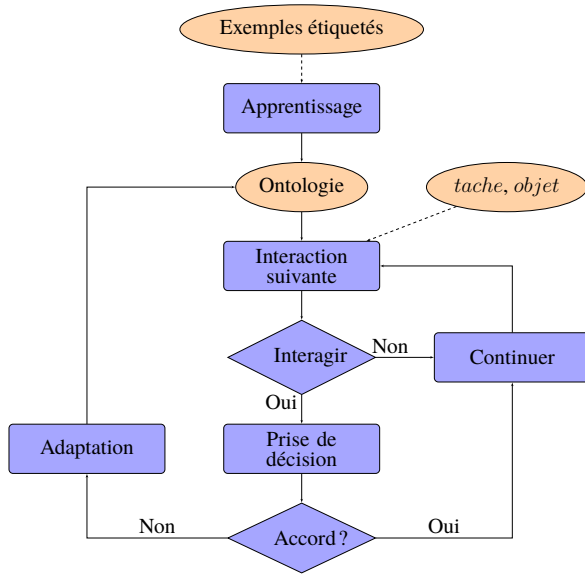 Exemples étiquetés
Apprentissage
Ontologie
tache, objet
Interaction
suivante
Interagir
Non
Continuer
Oui
Prise de
décision
Adaptation
Non
Accord ?
Oui